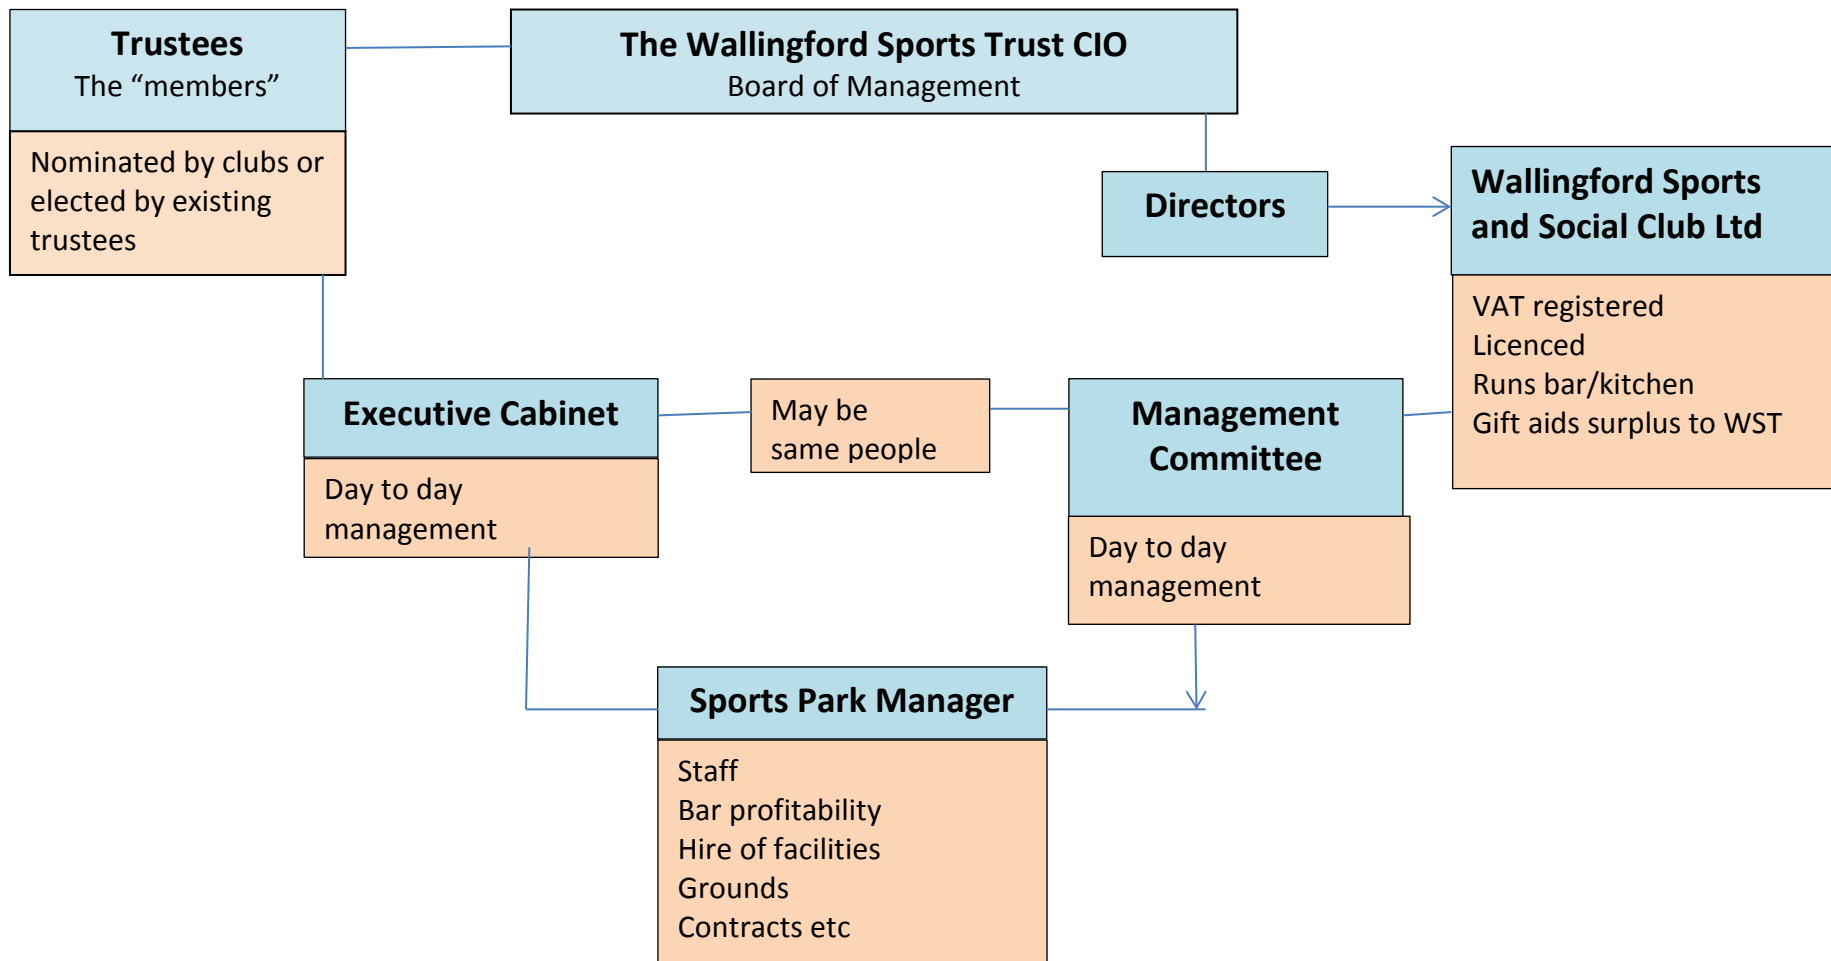 Trustees
The “members”
Nominated by clubs or
elected by existing
trustees
The Wallingford Sports Trust CIO
Board of Management
Directors
Wallingford Sports
and Social Club Ltd
VAT registered
Licenced
Runs bar/kitchen
Gift aids surplus to WST
Executive Cabinet
Day to day
management
May be
same people
Management
Committee
Day to day
management
Sports Park Manager
Staff
Bar profitability
Hire of facilities
Grounds
Contracts etc